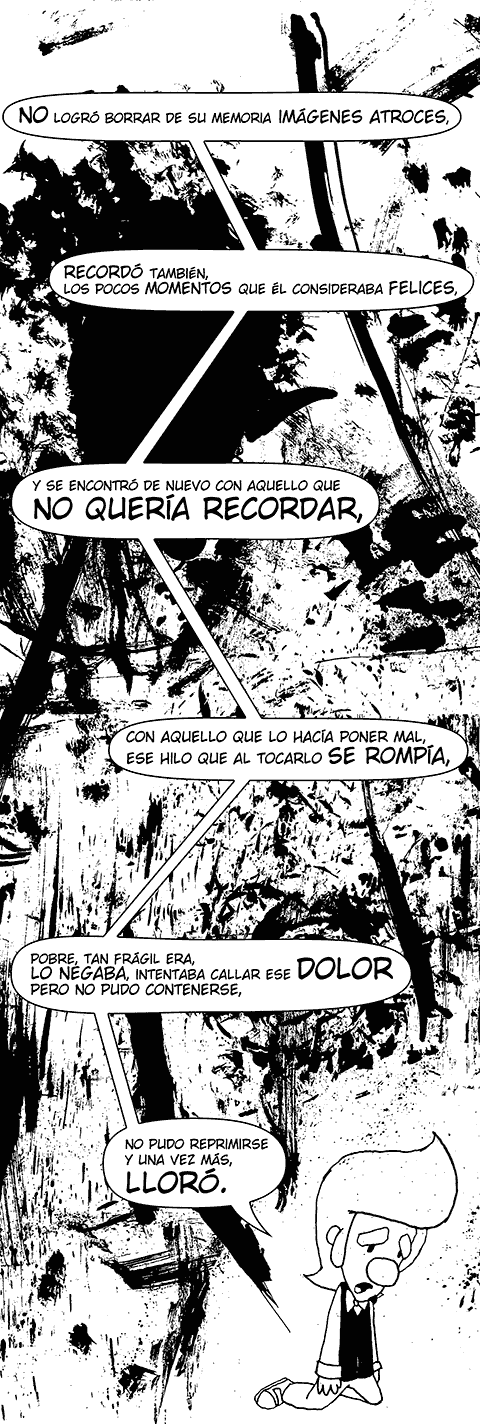 NO LOGRÓ BORRAR DE SU MEMORIA IMÁGENES ATROCES,
RECORDÓ TAMBIÉN,
LOS POCOS MOMENTOS QUE ÉL CONSIDERABA FELICES,
Y SE ENCONTRÓ DE NUEVO CON AQUELLO QUE
NO QUERÍA RECORDAR,
CON AQUELLO QUE LO HACÍA PONER MAL,
ESE HILO QUE AL TOCARLO SE ROMPÍA,
POBRE, TAN FRÁGIL ERA,
LO NEGABA, INTENTABA CALLAR ESE DOLOR
PERO NO PUDO CONTENERSE,
NO PUDO REPRIMIRSE
Y UNA VEZ MÁS,
LLORÓ.